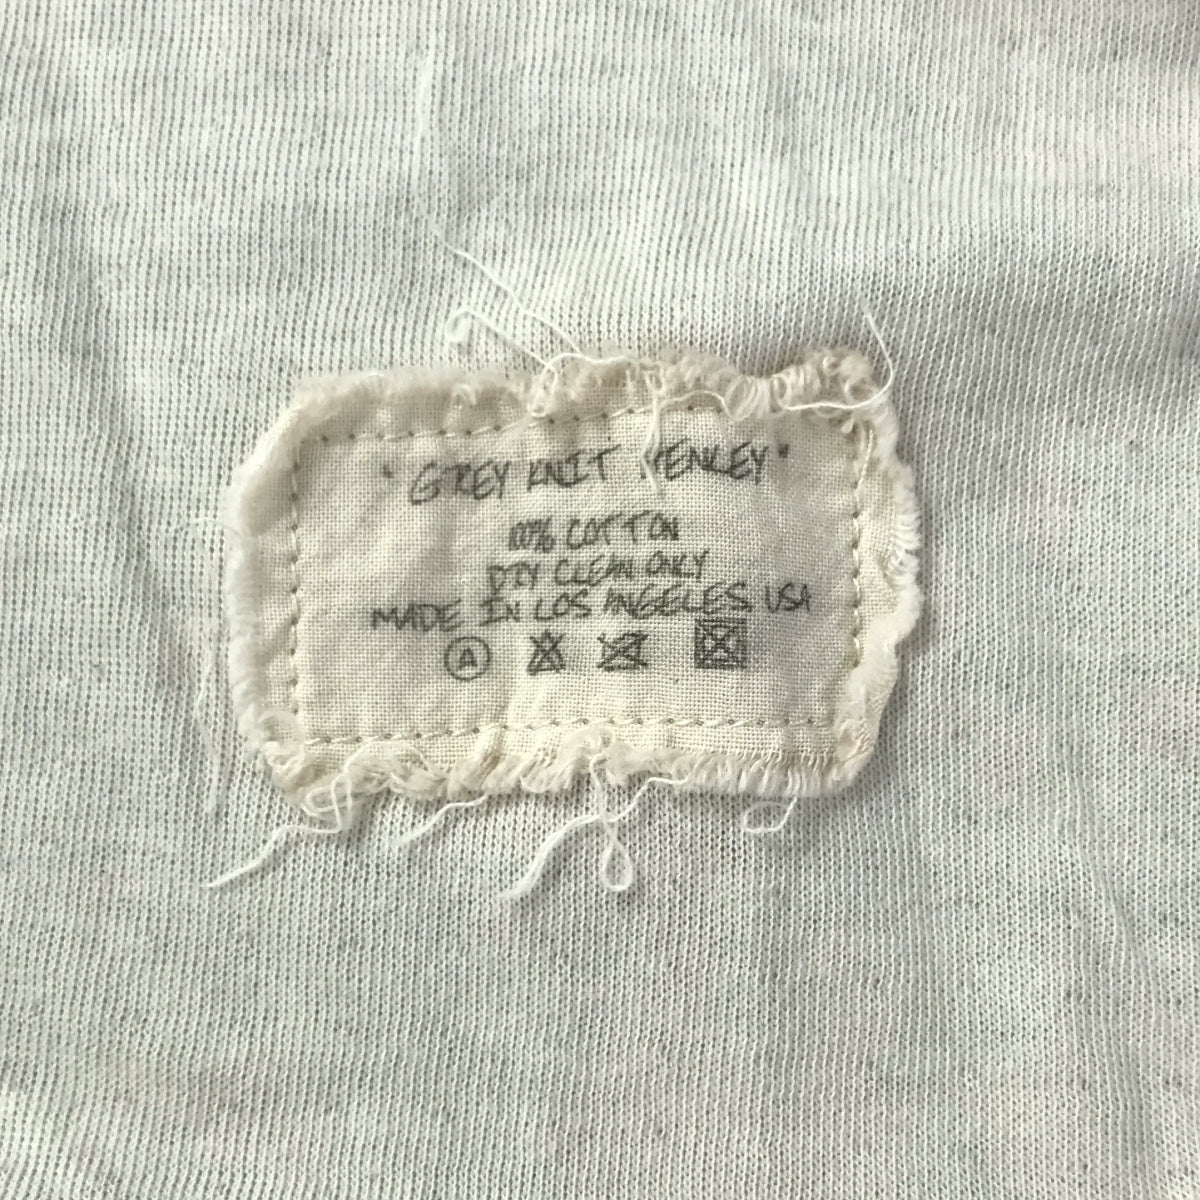 "GREY KNIT HENLEY"
100% COTTON
DRY CLEAN ONLY
MADE IN LOS ANGELES USA
A